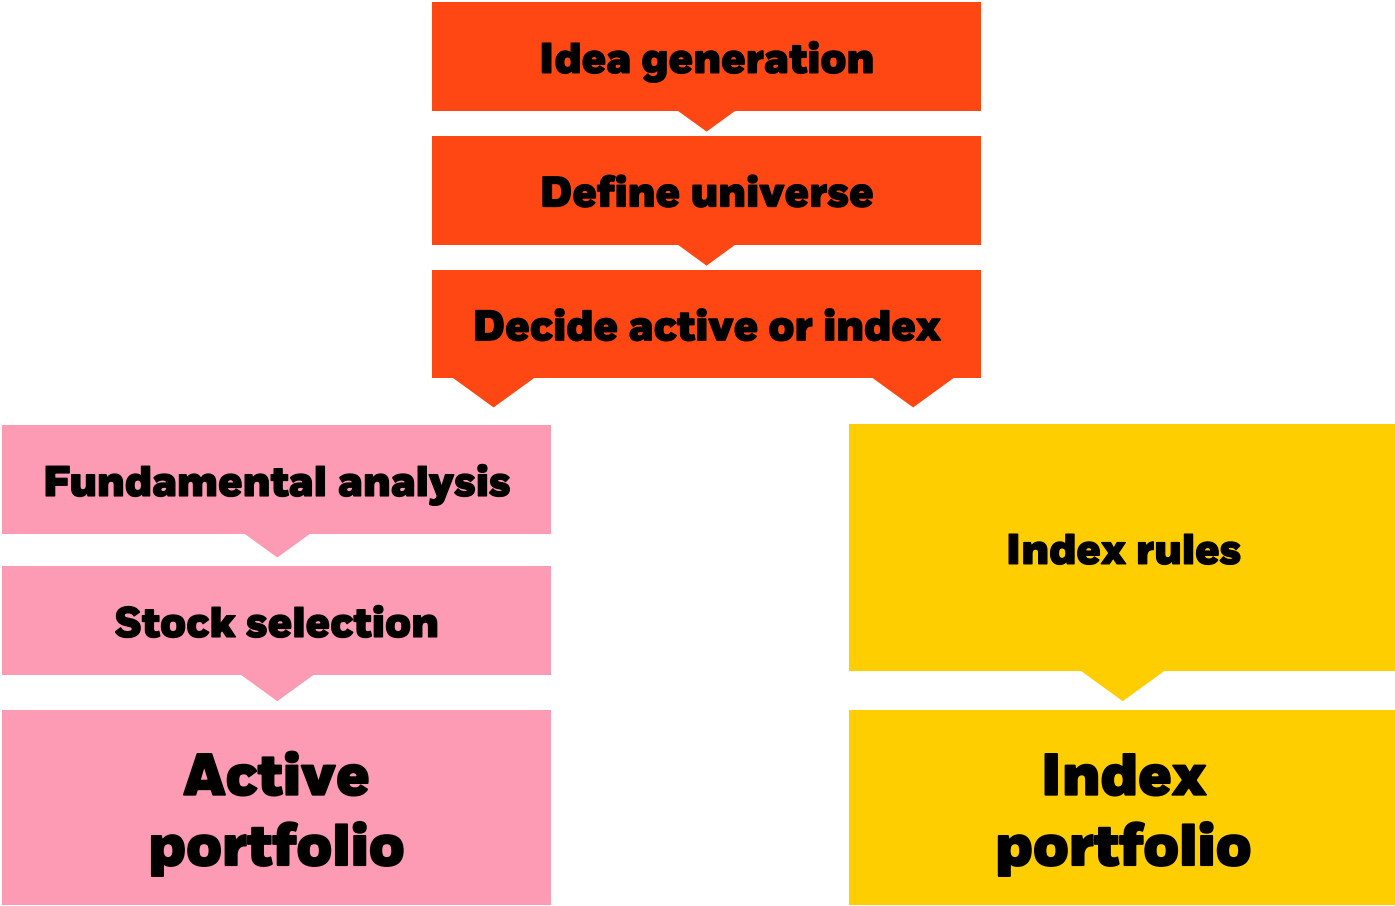 Idea generation
Define universe
Decide active or index
Fundamental analysis
Stock selection
Active
portfolio
Index rules
Index
portfolio